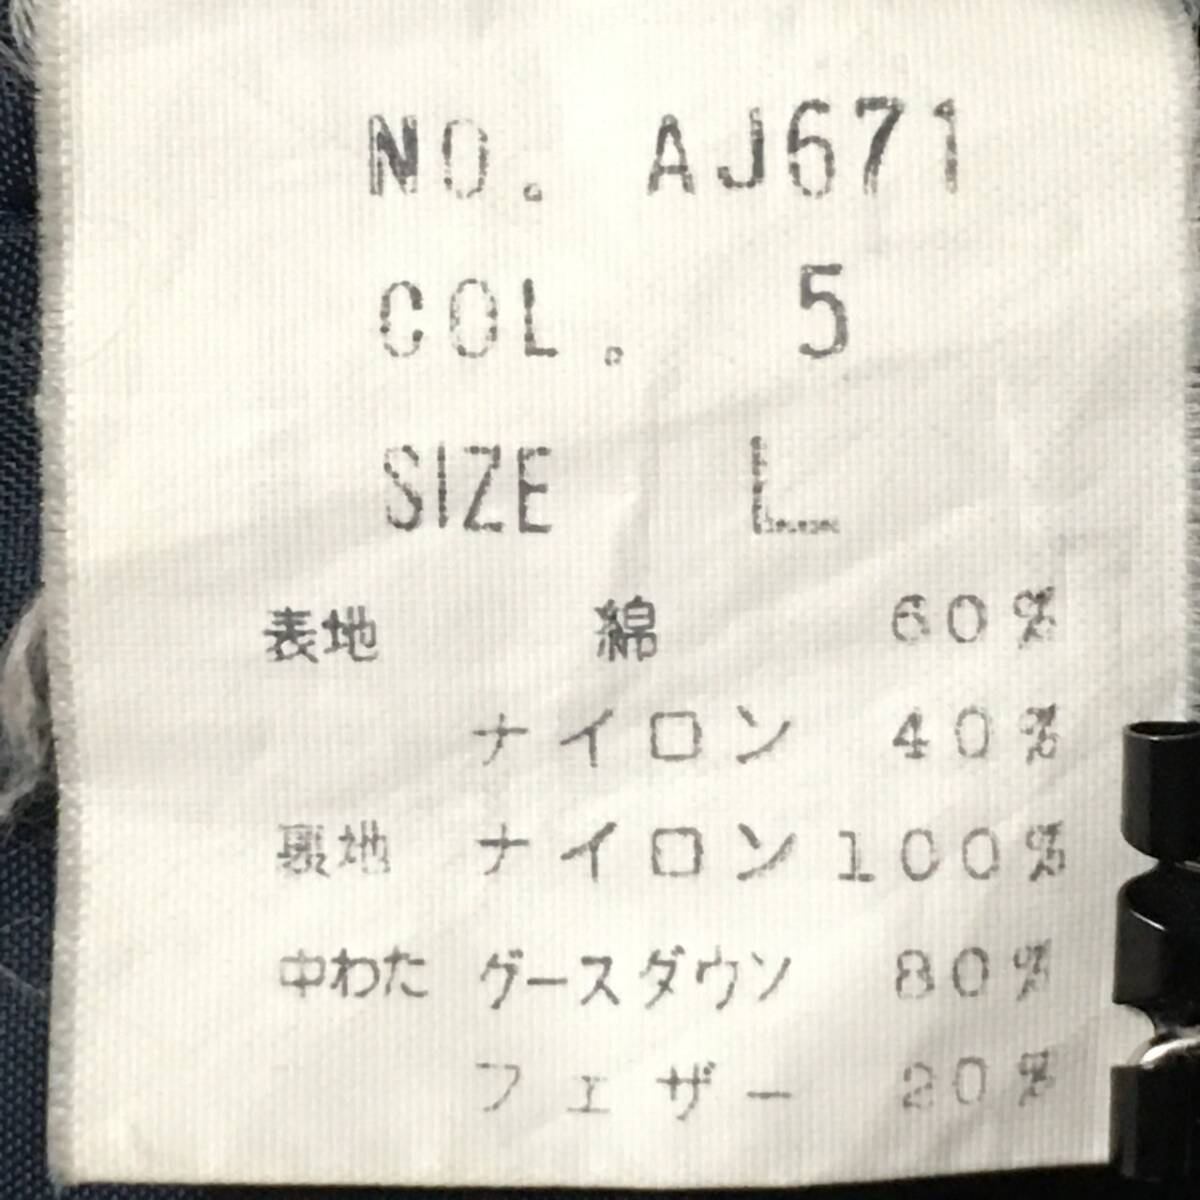 NO. AJ671
COL. 5
SIZE L
表地 綿 60%
ナイロン 40%
裏地 ナイロン 100%
中わた グースダウン 80%
フェザー 20%